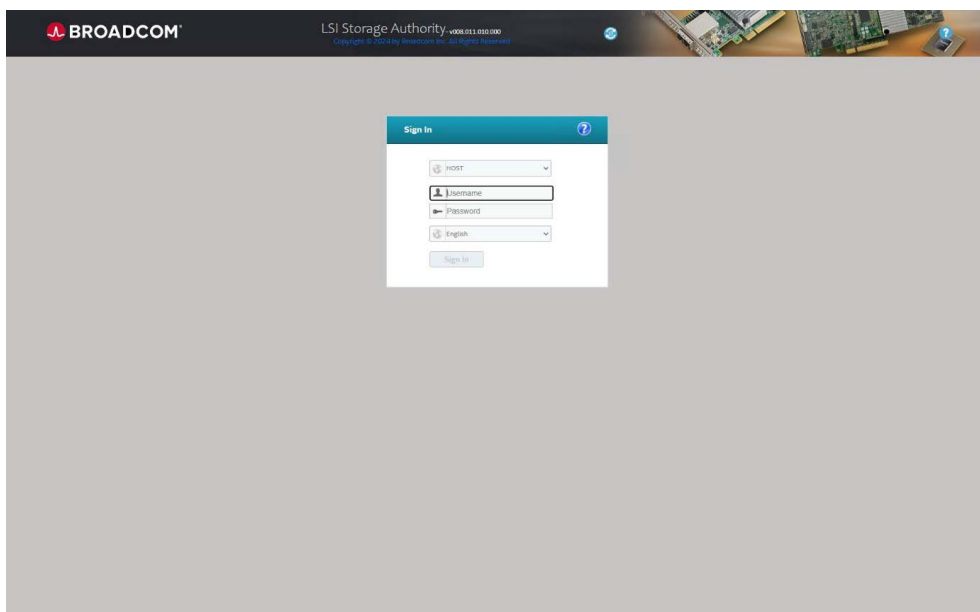 BROADCOM
LSI Storage Authority v008.011.010.000
Copyright © 2024 by Broadcom Inc. All Rights Reserved
?
Sign In
?
HOST
Username
Password
English
Sign In